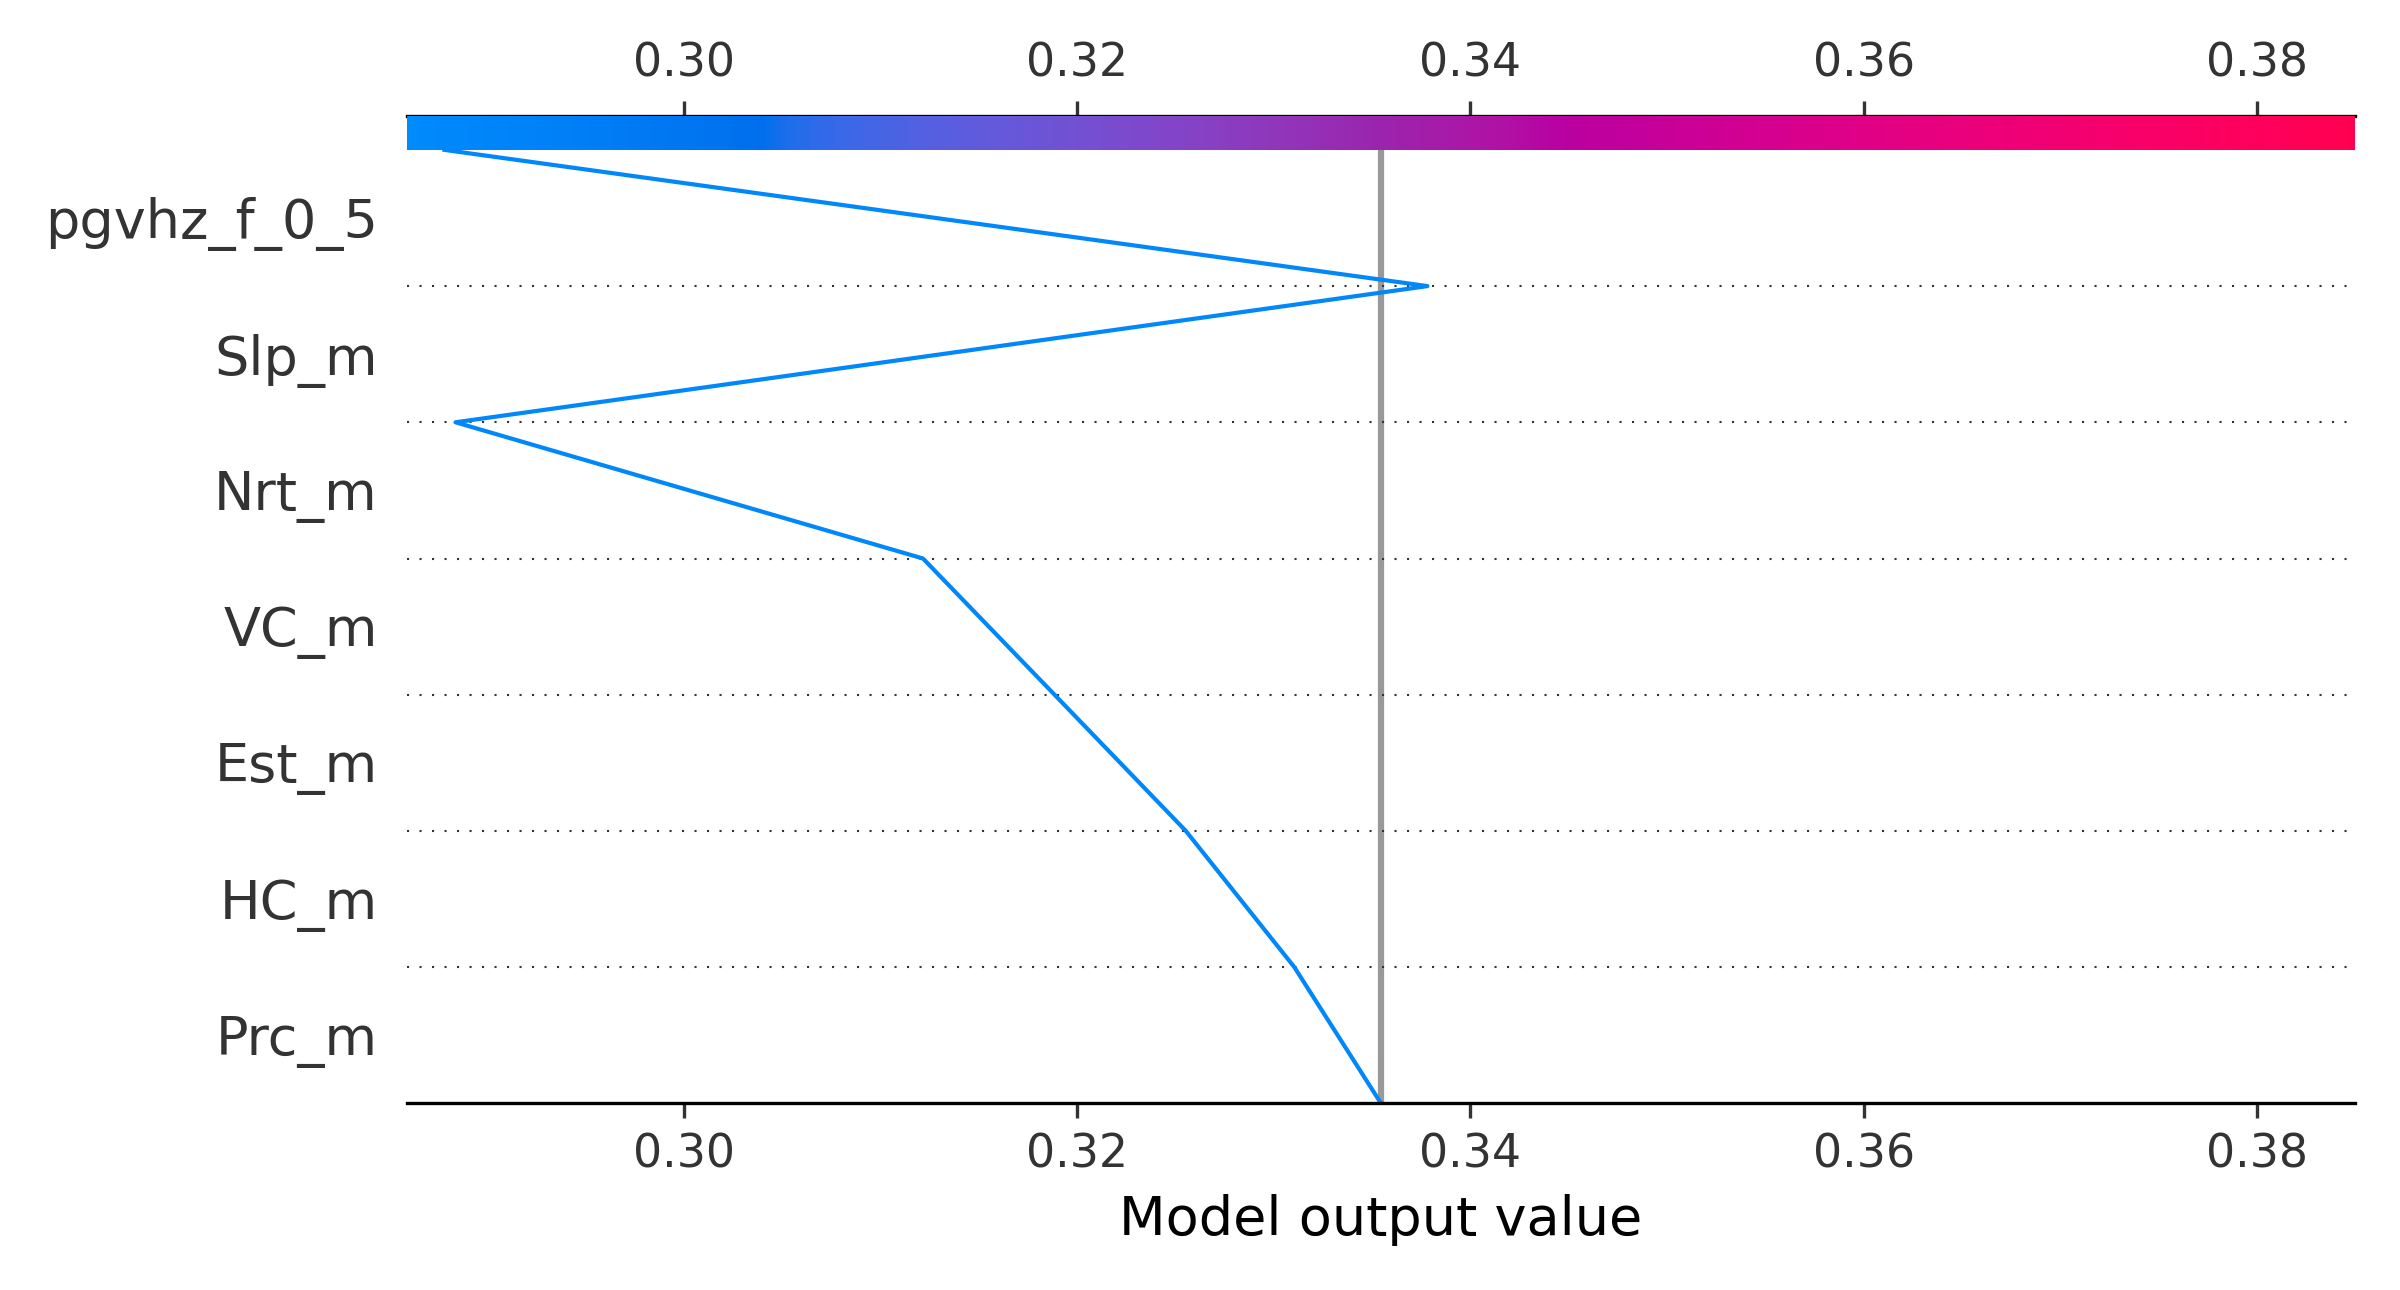 0.30 0.32 0.34 0.36 0.38
pgvhz_f_0_5
Slp_m
Nrt_m
VC_m
Est_m
HC_m
Prc_m
0.30 0.32 0.34 0.36 0.38
Model output value